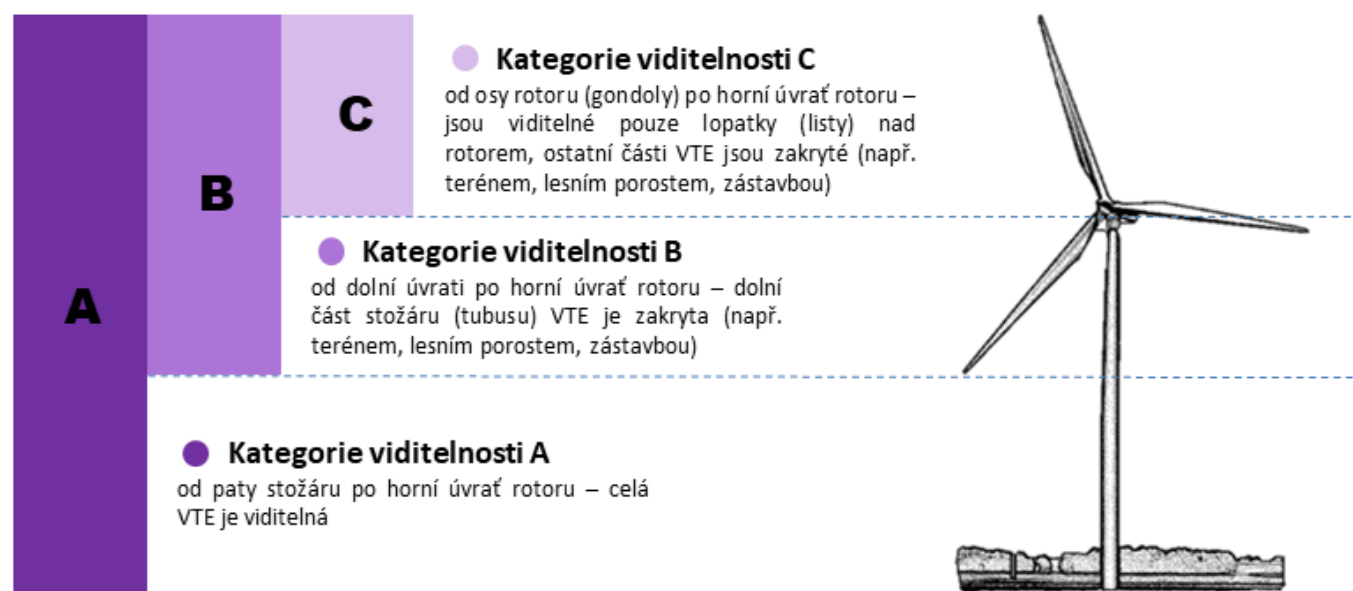 C
Kategorie viditelnosti C
od osy rotoru (gondoly) po horní úvrať rotoru –
jsou viditelné pouze lopatky (listy) nad
rotorem, ostatní části VTE jsou zakryté (např.
terénem, lesním porostem, zástavbou)
B
Kategorie viditelnosti B
od dolní úvrati po horní úvrať rotoru – dolní
část stožáru (tubusu) VTE je zakryta (např.
terénem, lesním porostem, zástavbou)
A
Kategorie viditelnosti A
od paty stožáru po horní úvrať rotoru – celá
VTE je viditelná